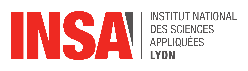 INSA
INSTITUT NATIONAL
DES SCIENCES
APPLIQUÉES
LYON